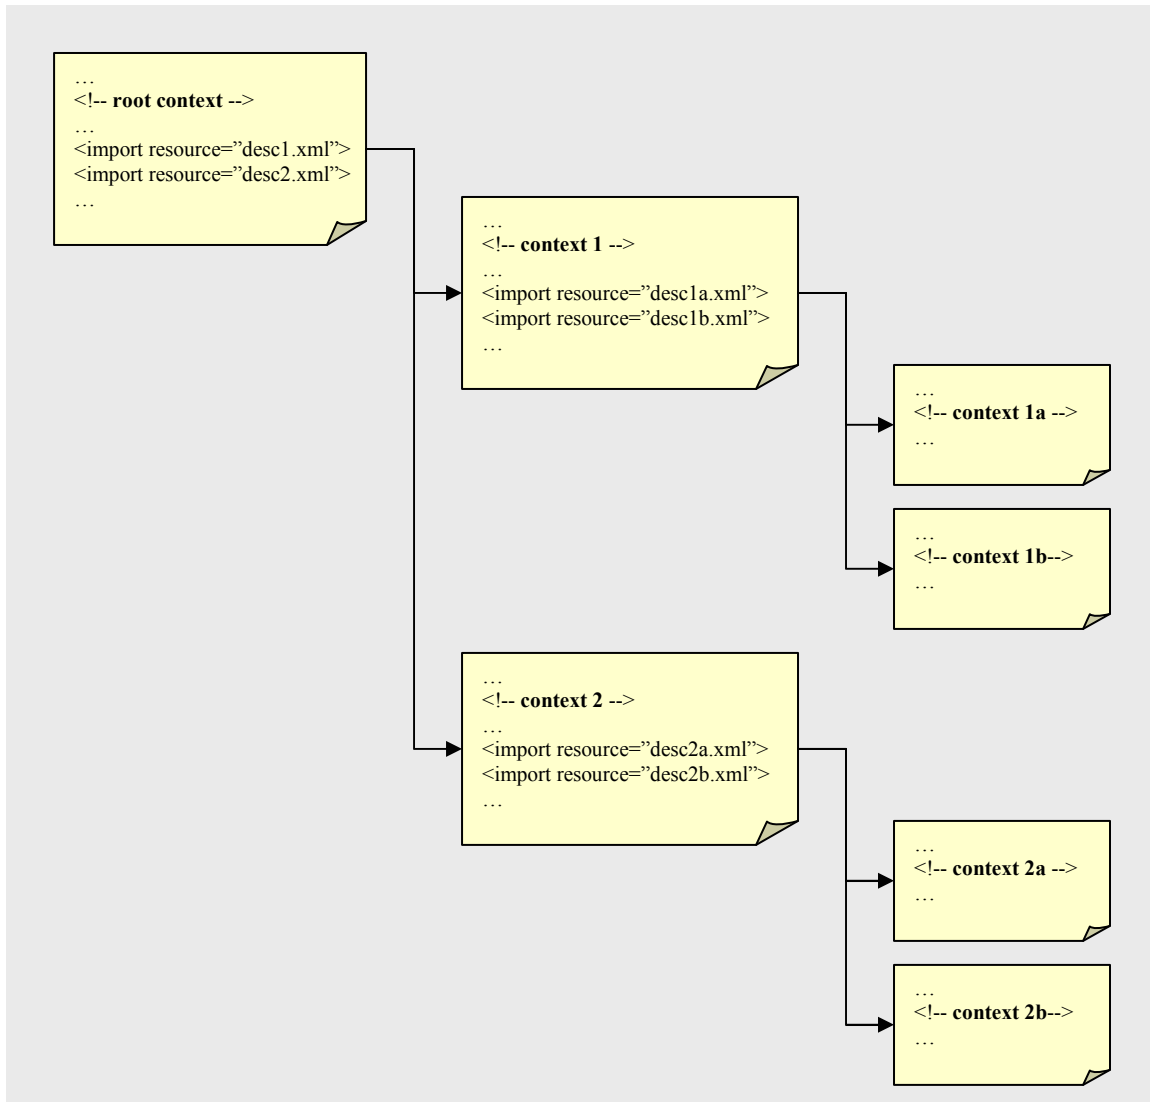 …
<!-- root context -->
…
<import resource=”desc1.xml”>
<import resource=”desc2.xml”>
…
…
<!-- context 1 -->
…
<import resource=”desc1a.xml”>
<import resource=”desc1b.xml”>
…
…
<!-- context 1a -->
…
…
<!-- context 1b-->
…
…
<!-- context 2 -->
…
<import resource=”desc2a.xml”>
<import resource=”desc2b.xml”>
…
…
<!-- context 2a -->
…
…
<!-- context 2b-->
…